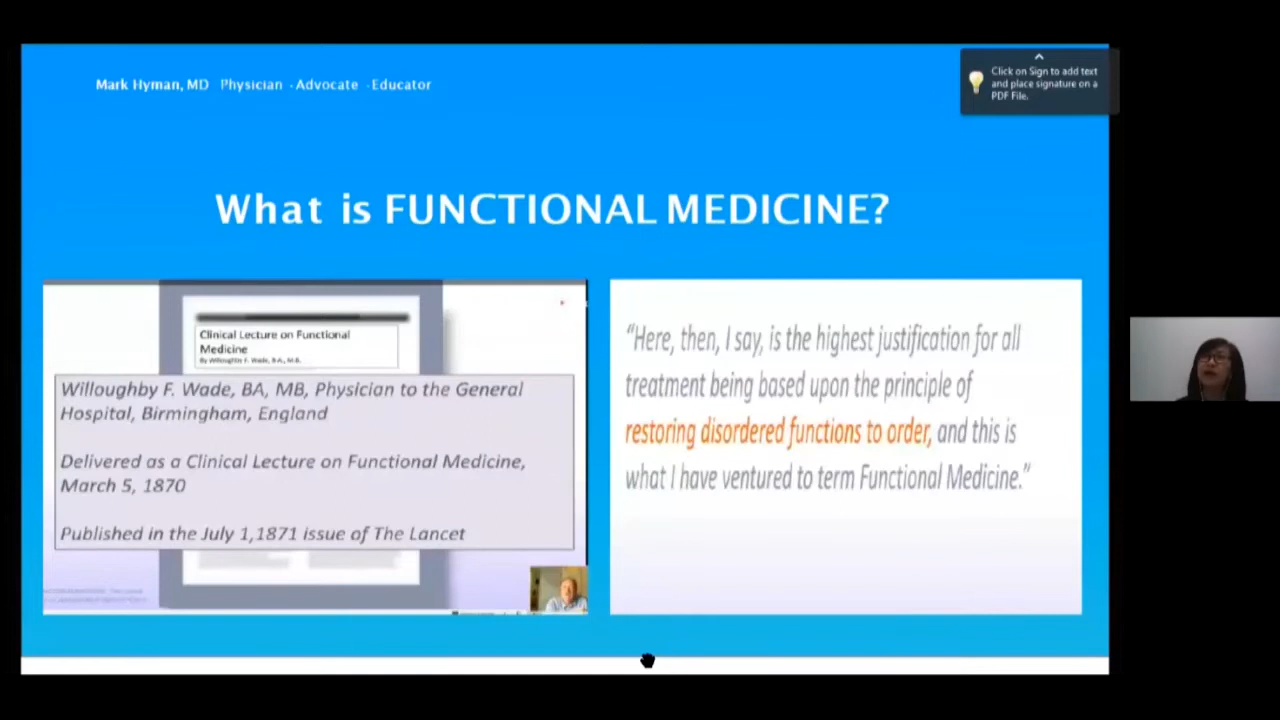 Mark Hyman, MD Physician · Advocate · Educator
Click on Sign to add text
and place signature on a
PDF File.
What is FUNCTIONAL MEDICINE?
Clinical Lecture on Functional
Medicine
By Willoughby F. Wade, BA, M.B.
Willoughby F. Wade, BA, MB, Physician to the General
Hospital, Birmingham, England
Delivered as a Clinical Lecture on Functional Medicine,
March 5, 1870
Published in the July 1,1871 issue of The Lancet
“Here, then, I say, is the highest justification for all
treatment being based upon the principle of
restoring disordered functions to order, and this is
what I have ventured to term Functional Medicine.”